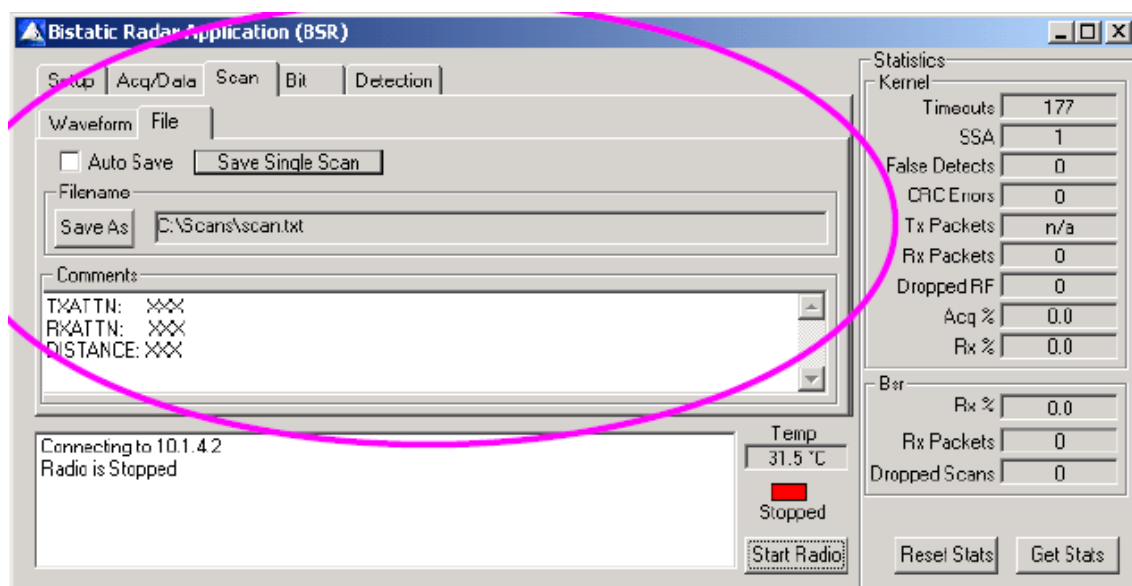 Bistatic Radar Application (BSR)
Setup Acq/Data Scan Bit Detection
Waveform File
Auto Save Save Single Scan
Filename
Save As C:\Scans\scan.txt
Comments
TXATTN: XXX
RXATTN: XXX
DISTANCE: XXX
Connecting to 10.1.4.2
Radio is Stopped
Temp
31.5 °C
Stopped
Start Radio
Statistics
Kernel
Timeouts 177
SSA 1
False Detects 0
CRC Errors 0
Tx Packets n/a
Rx Packets 0
Dropped RF 0
Acq % 0.0
Rx % 0.0
Bsr
Rx % 0.0
Rx Packets 0
Dropped Scans 0
Reset Stats Get Stats